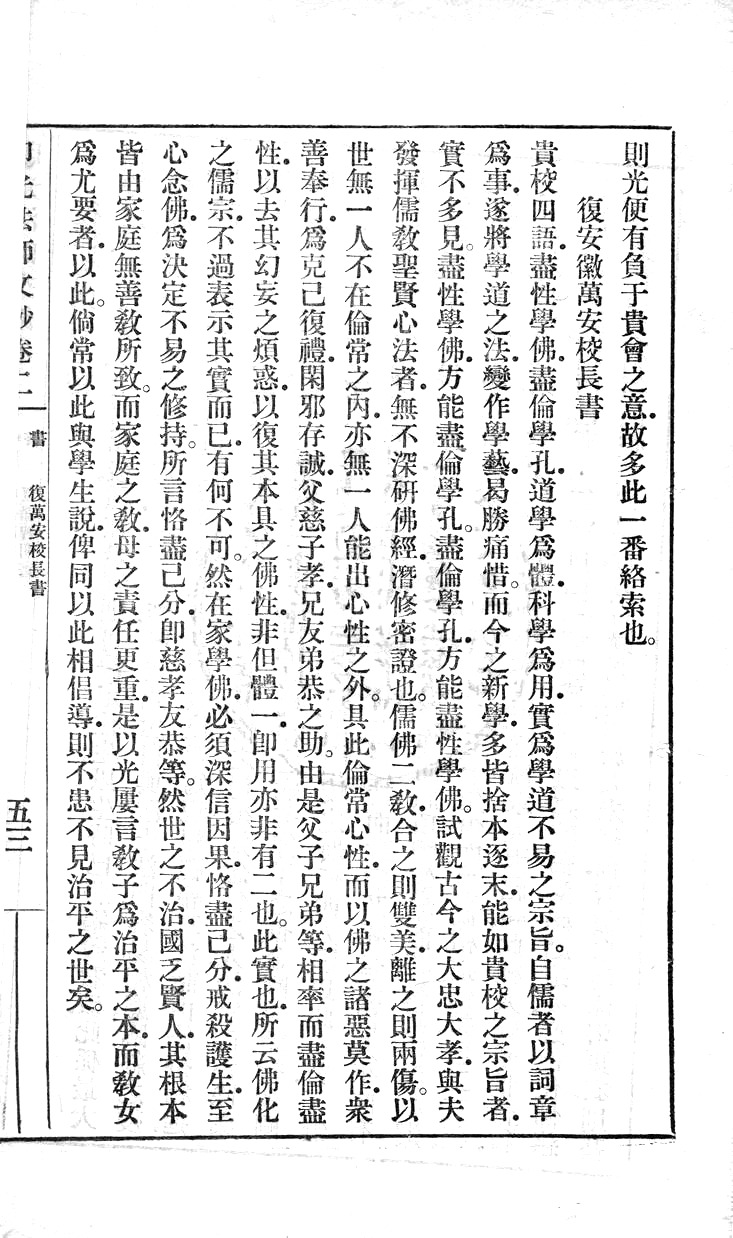 則光便有負于貴會之意.故多此一番絡索也。
復安徽萬安校長書
貴校四語.盡性學佛.盡倫學孔.道學爲體.科學爲用.實爲學道不易之宗旨。自儒者以詞章
爲事.遂將學道之法.變作學藝.曷勝痛惜。而今之新學.多皆捨本逐末.能如貴校之宗旨者.
實不多見。盡性學佛.方能盡倫學孔。盡倫學孔.方能盡性學佛。試觀古今之大忠大孝.與夫
發揮儒敎聖賢心法者.無不深研佛經.潛修密證也。儒佛二敎.合之則雙美.離之則兩傷。以
世無一人不在倫常之內.亦無一人能出心性之外。具此倫常心性.而以佛之諸惡莫作.衆
善奉行.爲克己復禮.閑邪存誠.父慈子孝.兄友弟恭之助。由是父子兄弟等.相率而盡倫盡
性.以去其幻妄之煩惑.以復其本具之佛性.非但體一.卽用亦非有二也。此實也.所云佛化
之儒宗.不過表示其實而已.有何不可。然在家學佛.必須深信因果.恪盡己分.戒殺護生.至
心念佛.爲決定不易之修持。所言恪盡己分.卽慈孝友恭等。然世之不治.國乏賢人.其根本
皆由家庭無善敎所致。而家庭之敎.母之責任更重.是以光屢言敎子爲治平之本.而敎女
爲尤要者.以此。倘常以此與學生說.俾同以此相倡導.則不患不見治平之世矣。
印光法師文鈔卷二 書 復萬安校長書 五三